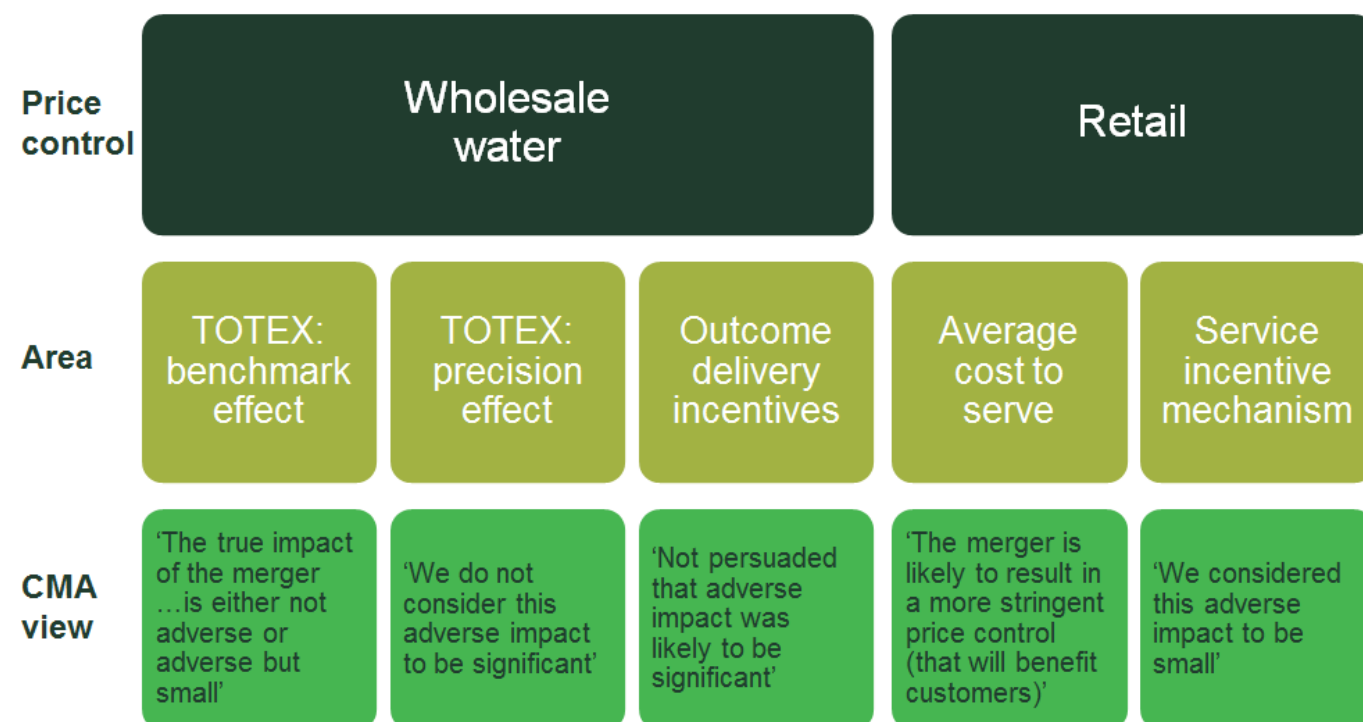 Price
control
Wholesale
water
Retail
Area
TOTEX:
benchmark
effect
TOTEX:
precision
effect
Outcome
delivery
incentives
Average
cost to
serve
Service
incentive
mechanism
CMA
view
‘The true impact
of the merger
…is either not
adverse or
adverse but
small’
‘We do not
consider this
adverse impact
to be significant’
‘Not persuaded
that adverse
impact was
likely to be
significant’
‘The merger is
likely to result in
a more stringent
price control
(that will benefit
customers)’
‘We considered
this adverse
impact to be
small’